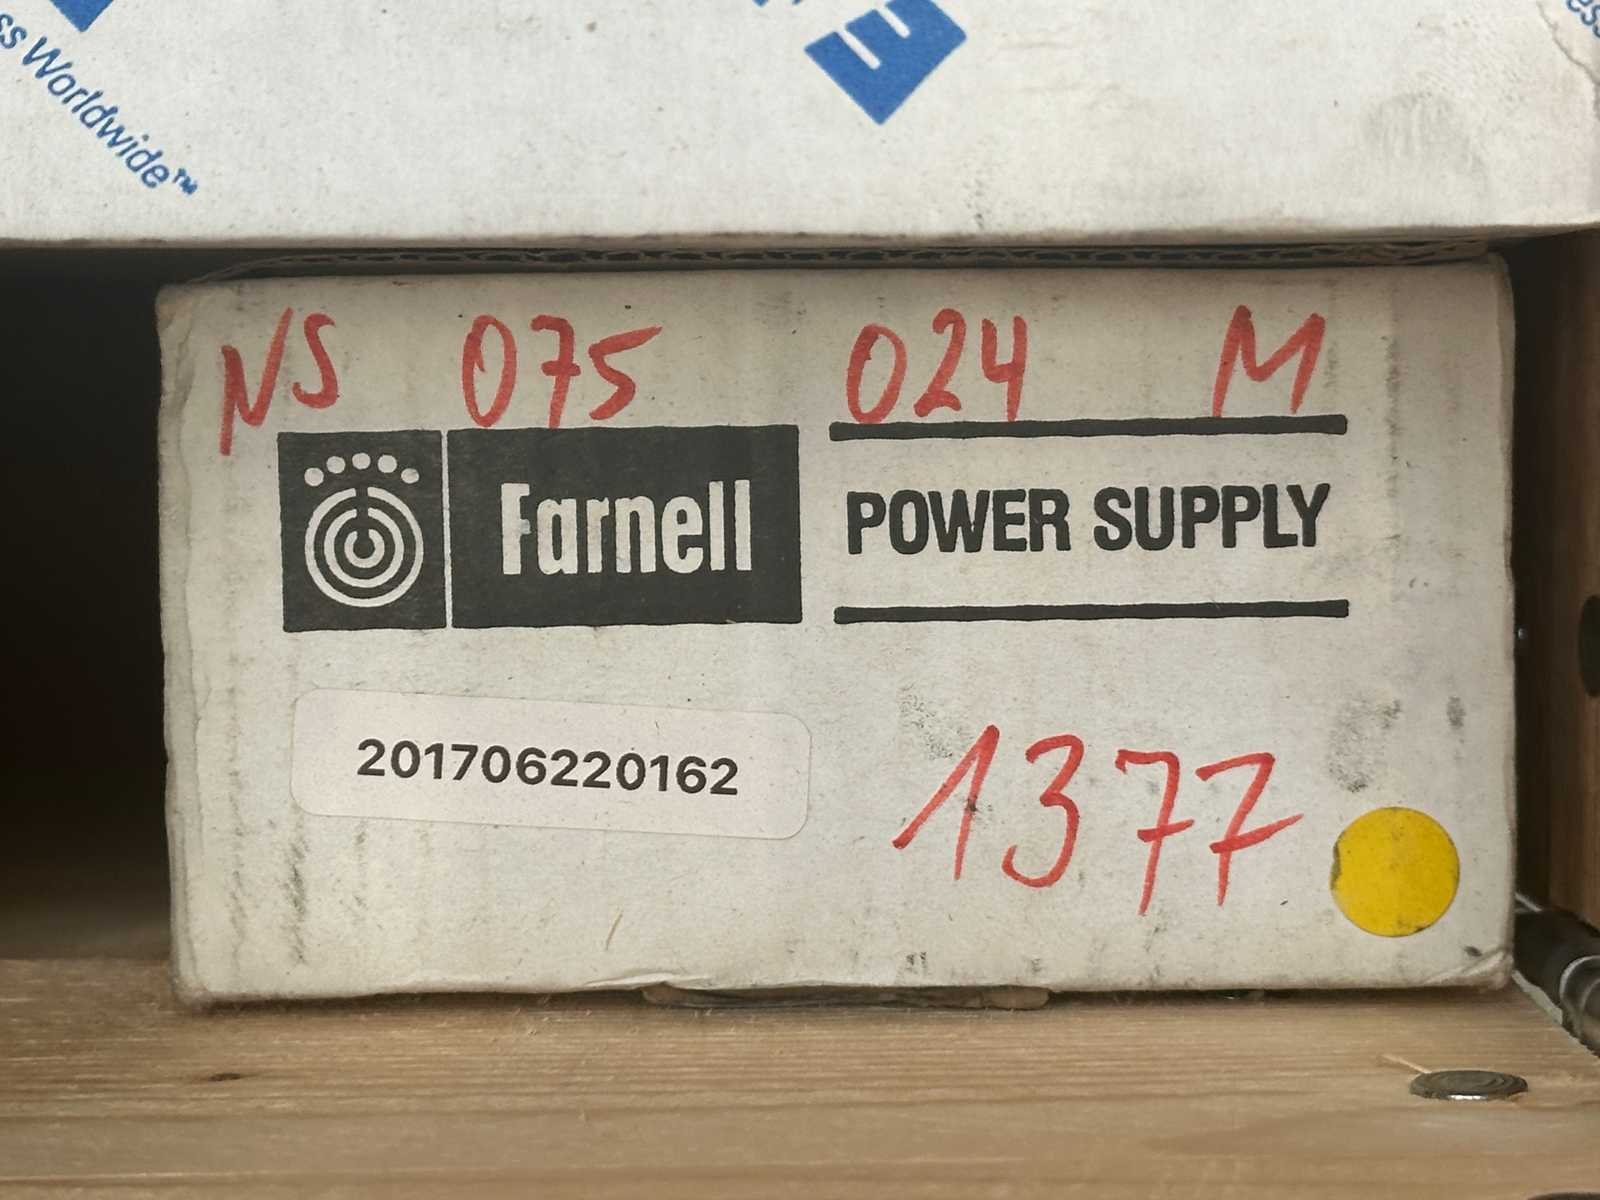 ss Worldwide™
E
NS 075 024 M
Farnell
POWER SUPPLY
201706220162
1377